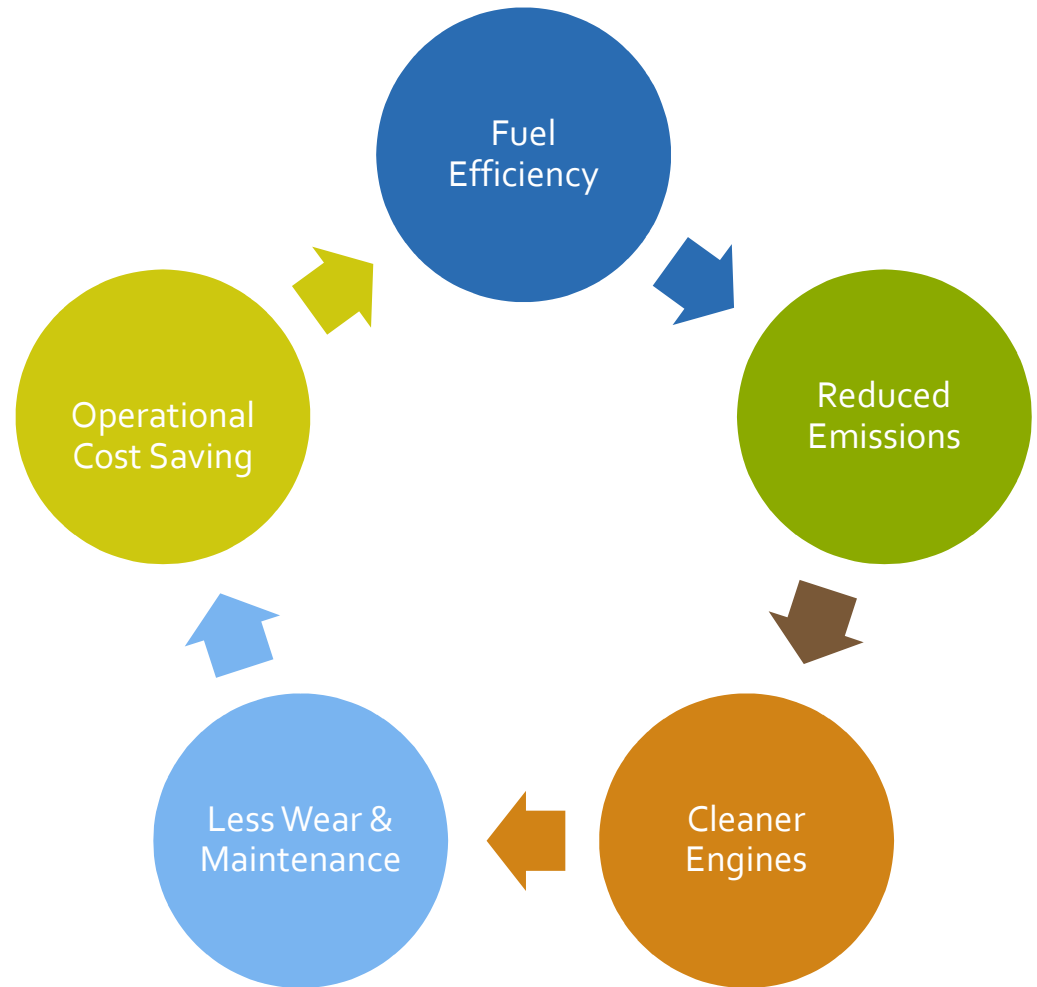 Fuel
Efficiency
Reduced
Emissions
Cleaner
Engines
Less Wear &
Maintenance
Operational
Cost Saving